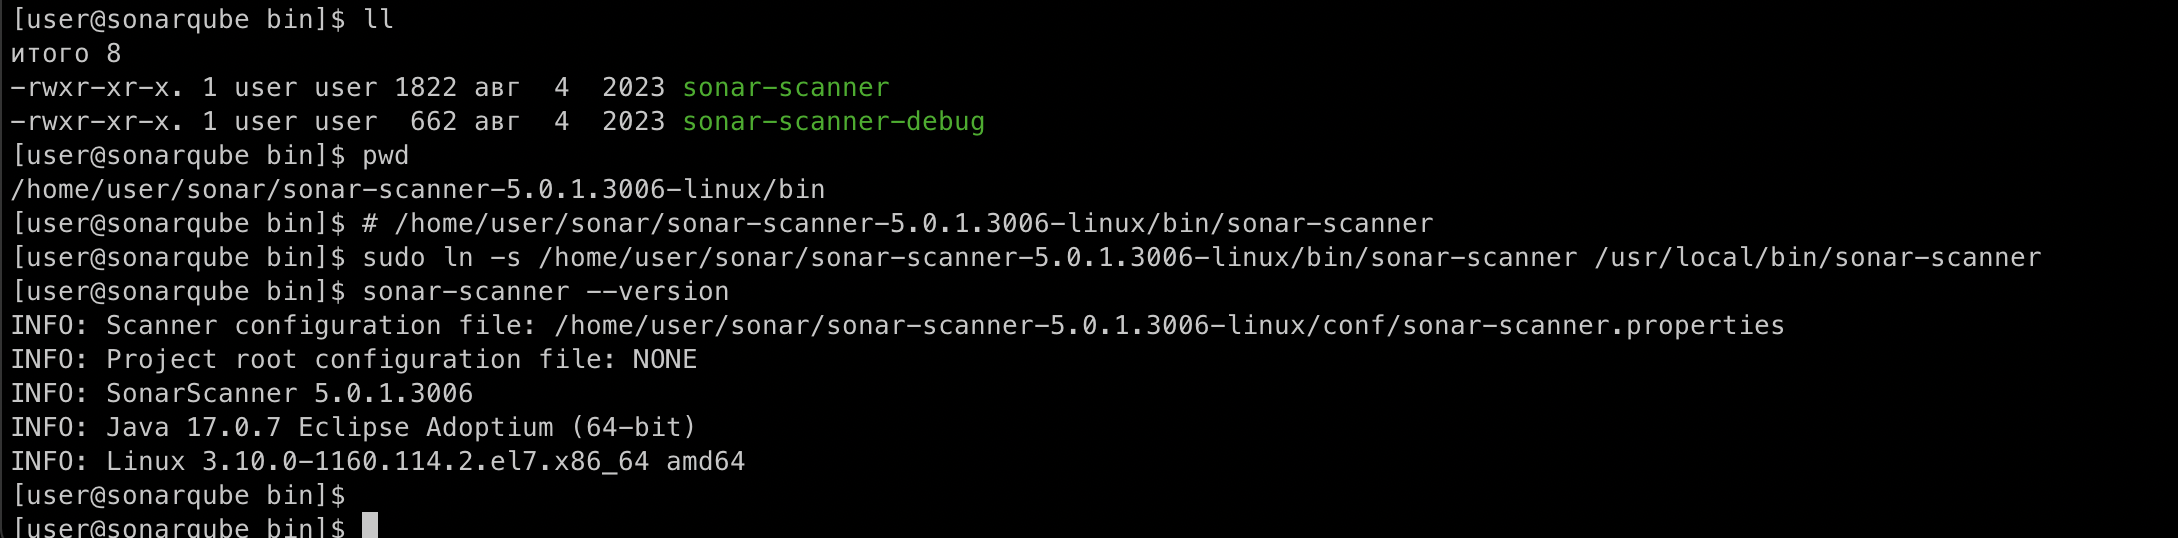 [user@sonarqube bin]$ ll
итого 8
-rwxr-xr-x. 1 user user 1822 авг  4  2023 sonar-scanner
-rwxr-xr-x. 1 user user  662 авг  4  2023 sonar-scanner-debug
[user@sonarqube bin]$ pwd
/home/user/sonar/sonar-scanner-5.0.1.3006-linux/bin
[user@sonarqube bin]$ # /home/user/sonar/sonar-scanner-5.0.1.3006-linux/bin/sonar-scanner
[user@sonarqube bin]$ sudo ln -s /home/user/sonar/sonar-scanner-5.0.1.3006-linux/bin/sonar-scanner /usr/local/bin/sonar-scanner
[user@sonarqube bin]$ sonar-scanner --version
INFO: Scanner configuration file: /home/user/sonar/sonar-scanner-5.0.1.3006-linux/conf/sonar-scanner.properties
INFO: Project root configuration file: NONE
INFO: SonarScanner 5.0.1.3006
INFO: Java 17.0.7 Eclipse Adoptium (64-bit)
INFO: Linux 3.10.0-1160.114.2.el7.x86_64 amd64
[user@sonarqube bin]$
[user@sonarqube bin]$